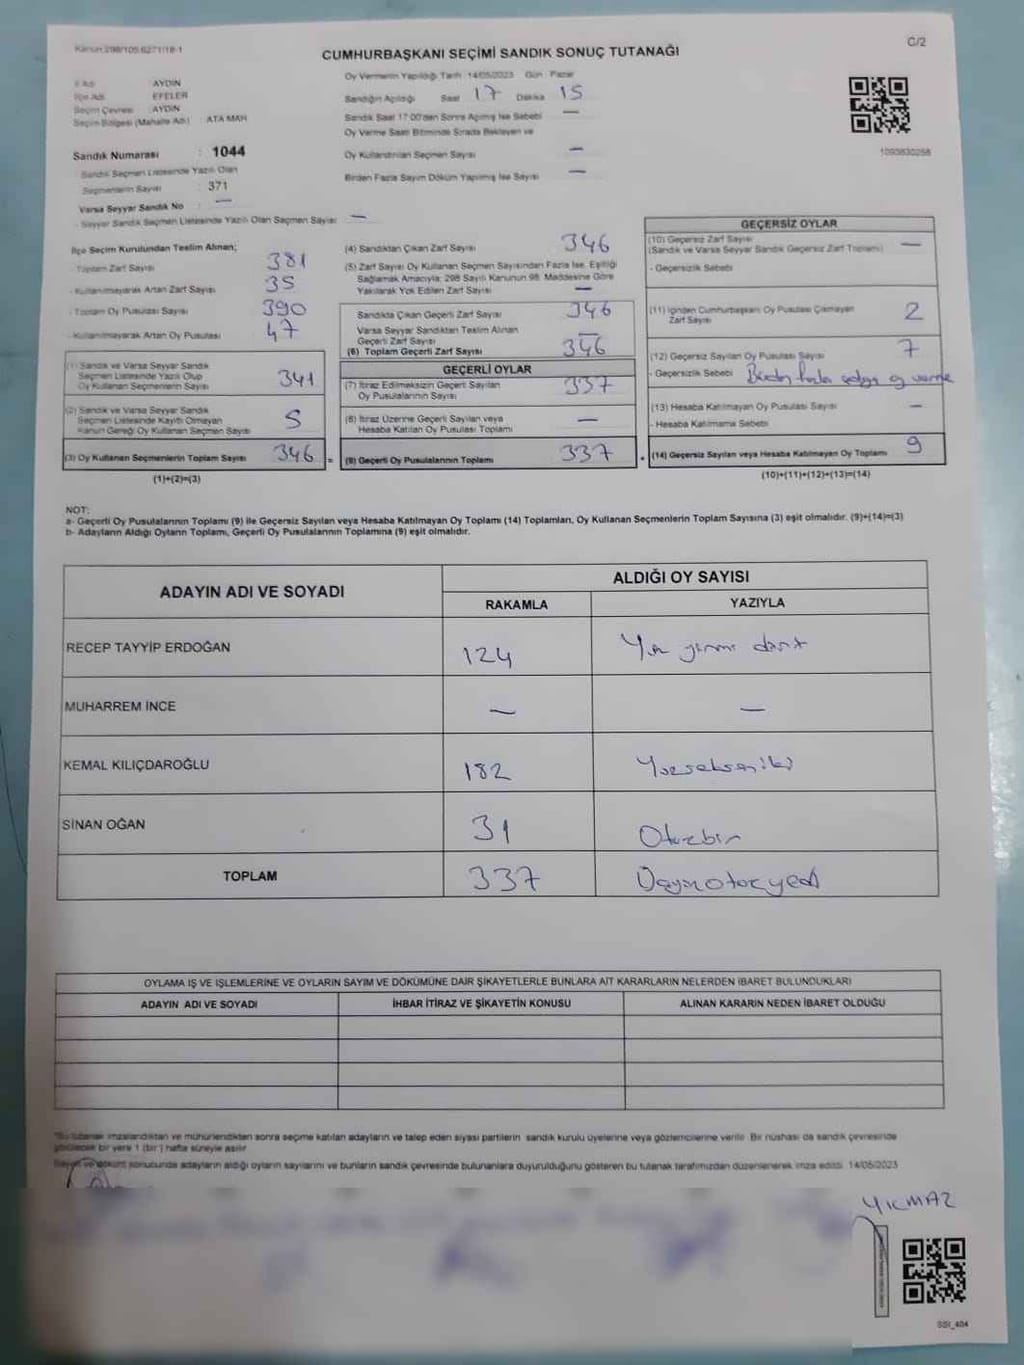 Kanun:298/105.6271/18-1
C/2
CUMHURBAŞKANI SEÇİMİ SANDIK SONUÇ TUTANAĞI
İl Adı AYDIN
İlçe Adı EFELER
Seçim Çevresi AYDIN
Seçim Bölgesi (Mahalle Adı) ATA MAH
Sandık Numarası : 1044
Sandık Seçmen Listesinde Yazılı Olan
Seçmenlerin Sayısı : 371
Varsa Seyyar Sandık No : —
Seyyar Sandık Seçmen Listesinde Yazılı Olan Seçmen Sayısı —
Oy Vermenin Yapıldığı Tarih 14/05/2023 Gün Pazar
Sandığın Açıldığı Saat 17 Dakika 15
Sandık Saat 17:00'den Sonra Açılmış İse Sebebi —
Oy Verme Saati Bitiminde Sırada Bekleyen ve
Oy Kullandırılan Seçmen Sayısı —
Birden Fazla Sayım Döküm Yapılmış İse Sayısı —
1093630258
İlçe Seçim Kurulundan Teslim Alınan;
- Toplam Zarf Sayısı 381
- Kullanılmayarak Artan Zarf Sayısı 35
- Toplam Oy Pusulası Sayısı 390
- Kullanılmayarak Artan Oy Pusulası 47
(1) Sandık ve Varsa Seyyar Sandık
Seçmen Listesinde Yazılı Olup
Oy Kullanan Seçmenlerin Sayısı 341
(2) Sandık ve Varsa Seyyar Sandık
Seçmen Listesinde Kayıtlı Olmayan
Kanun Gereği Oy Kullanan Seçmen Sayısı 5
(3) Oy Kullanan Seçmenlerin Toplam Sayısı 346 =
(1)+(2)=(3)
(4) Sandıktan Çıkan Zarf Sayısı 346
(5) Zarf Sayısı Oy Kullanan Seçmen Sayısından Fazla İse, Eşitliği
Sağlamak Amacıyla; 298 Sayılı Kanunun 98. Maddesine Göre
Yakılarak Yok Edilen Zarf Sayısı —
Sandıkta Çıkan Geçerli Zarf Sayısı 346
Varsa Seyyar Sandıktan Teslim Alınan
Geçerli Zarf Sayısı —
(6) Toplam Geçerli Zarf Sayısı 346
GEÇERLİ OYLAR
(7) İtiraz Edilmeksizin Geçerli Sayılan
Oy Pusulalarının Sayısı 337
(8) İtiraz Üzerine Geçerli Sayılan veya
Hesaba Katılan Oy Pusulası Toplamı —
(9) Geçerli Oy Pusulalarının Toplamı 337 +
GEÇERSİZ OYLAR
(10) Geçersiz Zarf Sayısı
(Sandık ve Varsa Seyyar Sandık Geçersiz Zarf Toplamı) —
- Geçersizlik Sebebi
(11) İçinden Cumhurbaşkanı Oy Pusulası Çıkmayan
Zarf Sayısı 2
(12) Geçersiz Sayılan Oy Pusulası Sayısı 7
- Geçersizlik Sebebi
(13) Hesaba Katılmayan Oy Pusulası Sayısı —
- Hesaba Katılmama Sebebi
(14) Geçersiz Sayılan veya Hesaba Katılmayan Oy Toplamı 9
(10)+(11)+(12)+(13)=(14)
NOT:
a- Geçerli Oy Pusulalarının Toplamı (9) ile Geçersiz Sayılan veya Hesaba Katılmayan Oy Toplamı (14) Toplamları, Oy Kullanan Seçmenlerin Toplam Sayısına (3) eşit olmalıdır. (9)+(14)=(3)
b- Adayların Aldığı Oyların Toplamı, Geçerli Oy Pusulalarının Toplamına (9) eşit olmalıdır.
ADAYIN ADI VE SOYADI ALDIĞI OY SAYISI
RAKAMLA YAZIYLA
RECEP TAYYİP ERDOĞAN 124 Yüz yirmi dört
MUHARREM İNCE — —
KEMAL KILIÇDAROĞLU 182 Yüzsekseniki
SİNAN OĞAN 31 Otuzbir
TOPLAM 337 Üçyüzotuzyedi
OYLAMA İŞ VE İŞLEMLERİNE VE OYLARIN SAYIM VE DÖKÜMÜNE DAİR ŞİKAYETLERLE BUNLARA AİT KARARLARIN NELERDEN İBARET BULUNDUKLARI
ADAYIN ADI VE SOYADI İHBAR İTİRAZ VE ŞİKAYETİN KONUSU ALINAN KARARIN NEDEN İBARET OLDUĞU
*Bu tutanak imzalandıktan ve mühürlendikten sonra seçime katılan adayların ve talep eden siyasi partilerin sandık kurulu üyelerine veya gözlemcilerine verilir. Bir nüshası da sandık çevresinde
görülecek bir yere 1 (bir) hafta süreyle asılır
Sayım ve döküm sonucunda adayların aldığı oyların sayılarını ve bunların sandık çevresinde bulunanlara duyurulduğunu gösteren bu tutanak tarafımızdan düzenlenerek imza edildi. 14/05/2023
YILMAZ
SSI_404